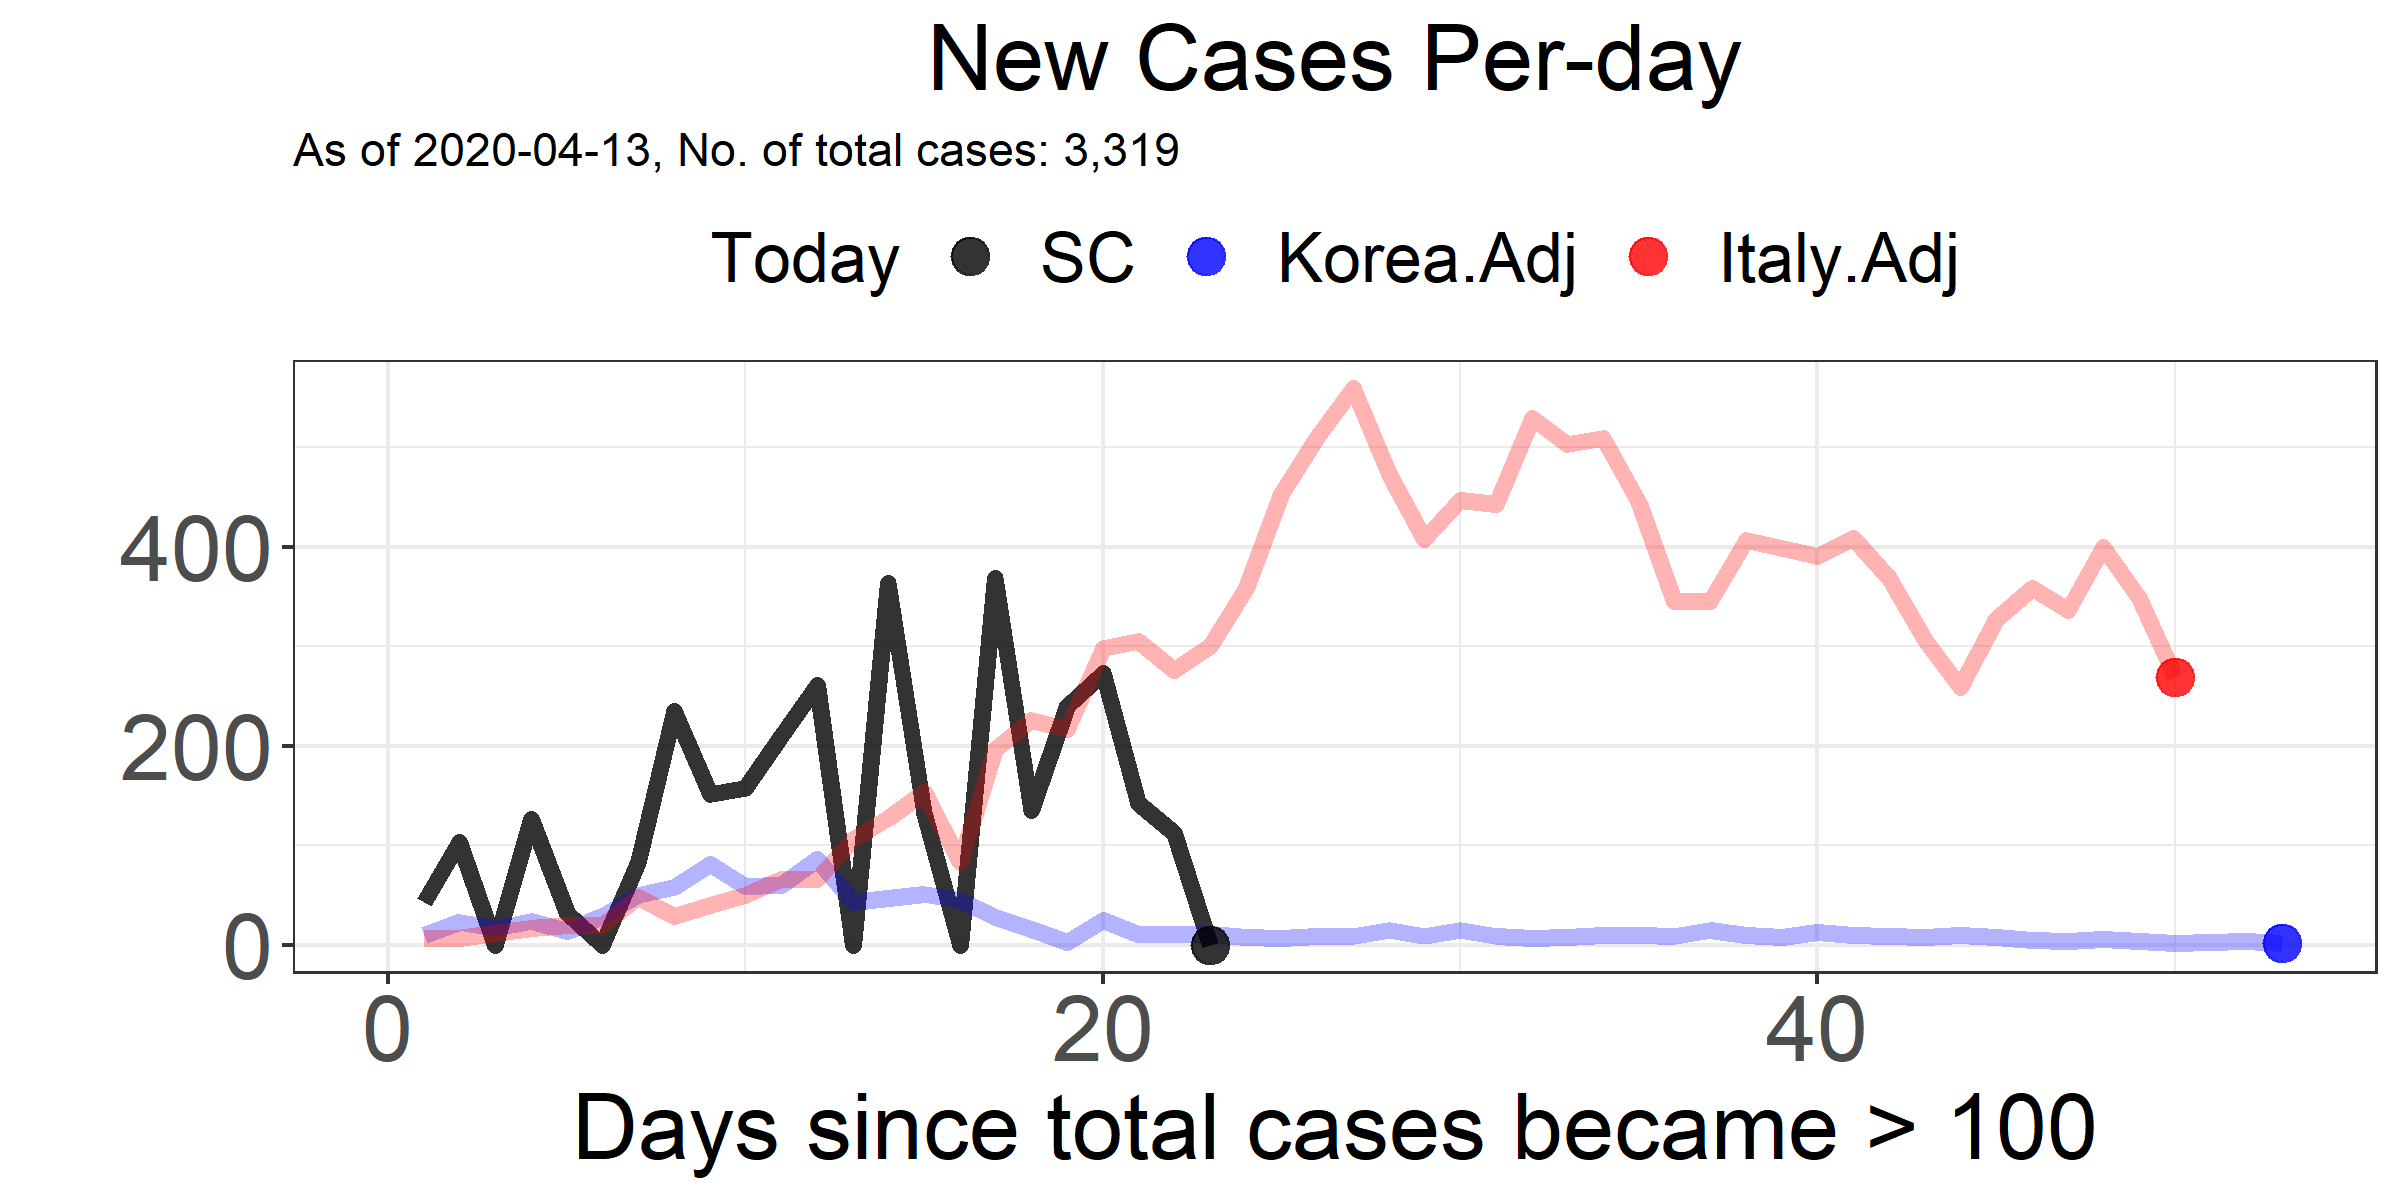 New Cases Per-day
As of 2020-04-13, No. of total cases: 3,319
Today SC Korea.Adj Italy.Adj
400
200
0
0 20 40
Days since total cases became > 100